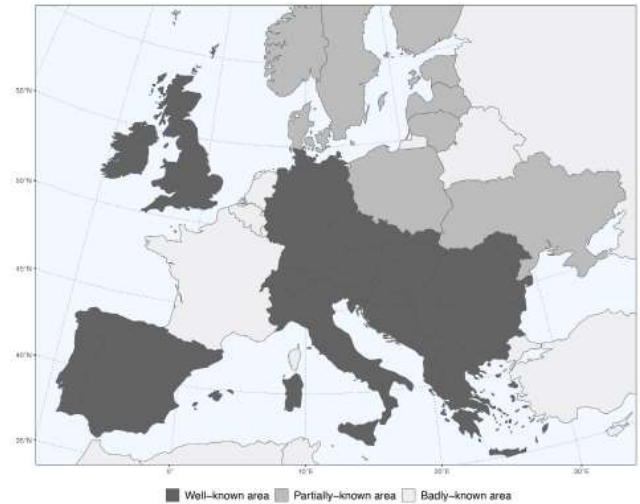 55°N
50°N
45°N
40°N
35°N
0°
10°E
20°E
30°E
Well-known area
Partially-known area
Badly-known area